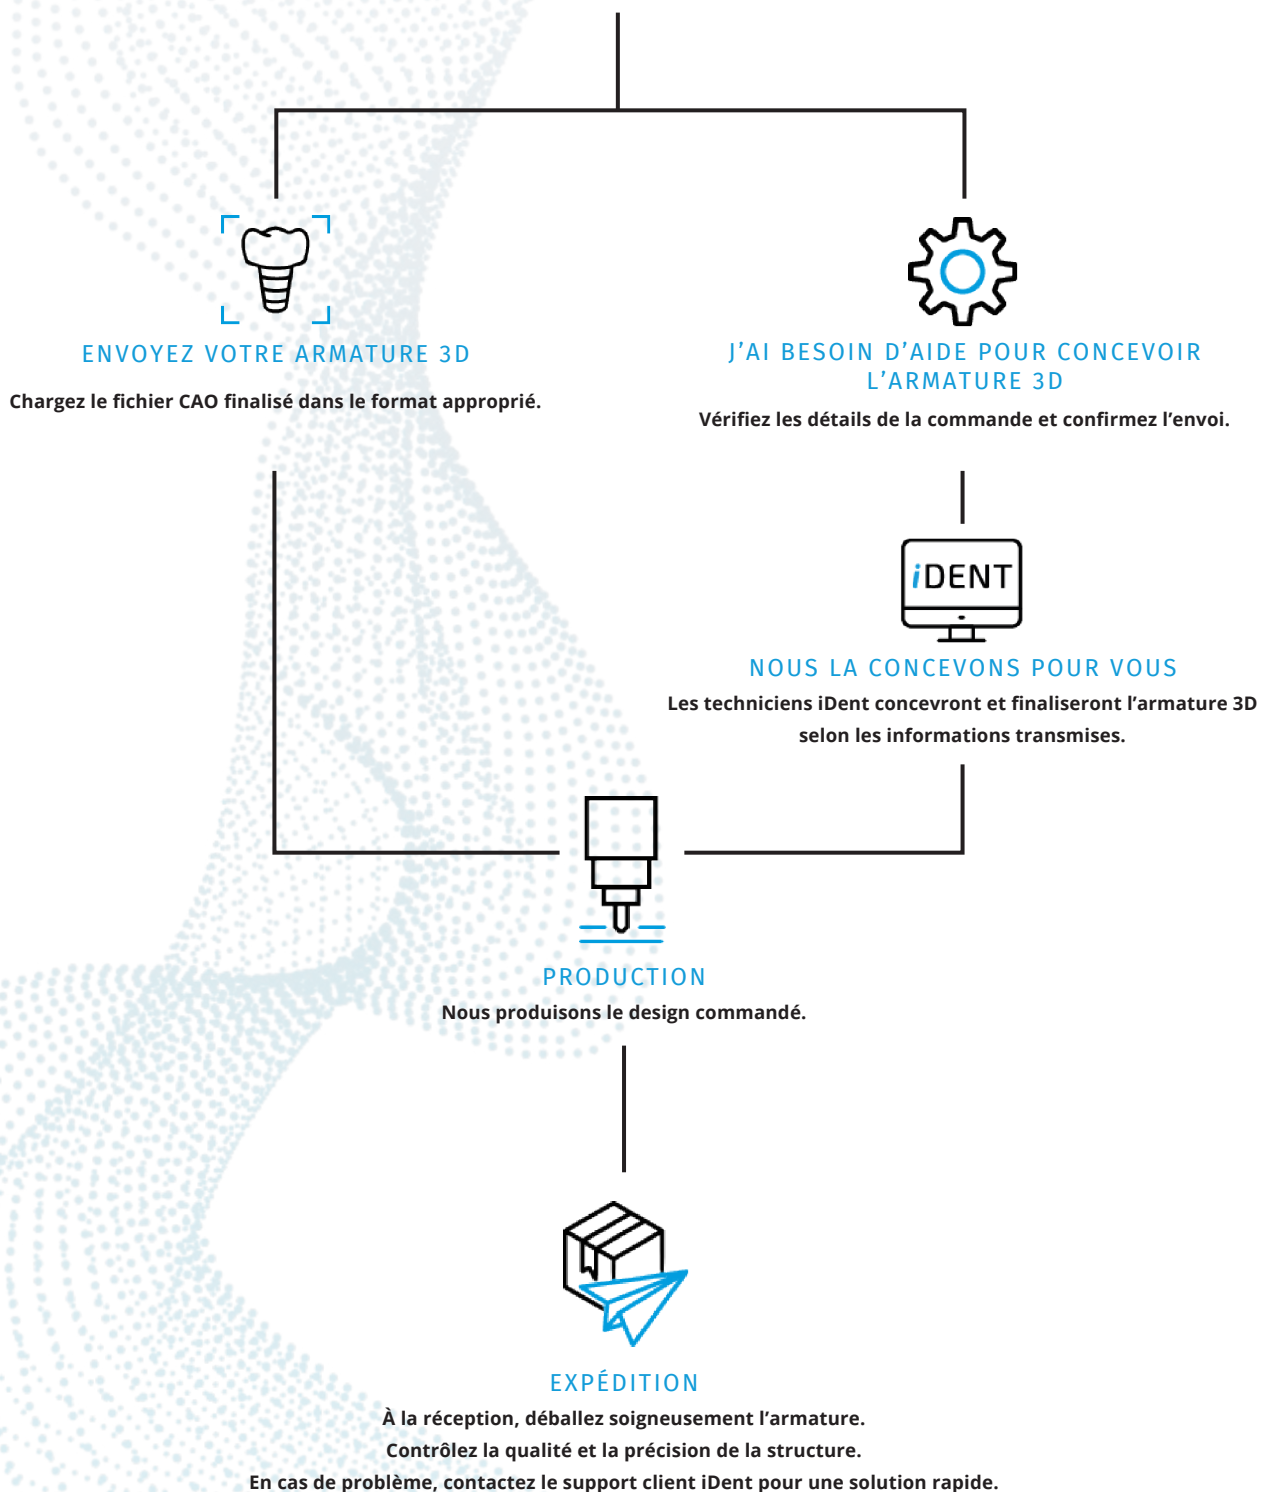 ENVOYEZ VOTRE ARMATURE 3D
Chargez le fichier CAO finalisé dans le format approprié.
J’AI BESOIN D’AIDE POUR CONCEVOIR
L’ARMATURE 3D
Vérifiez les détails de la commande et confirmez l’envoi.
iDENT
NOUS LA CONCEVONS POUR VOUS
Les techniciens iDent concevront et finaliseront l’armature 3D
selon les informations transmises.
PRODUCTION
Nous produisons le design commandé.
EXPÉDITION
À la réception, déballez soigneusement l’armature.
Contrôlez la qualité et la précision de la structure.
En cas de problème, contactez le support client iDent pour une solution rapide.